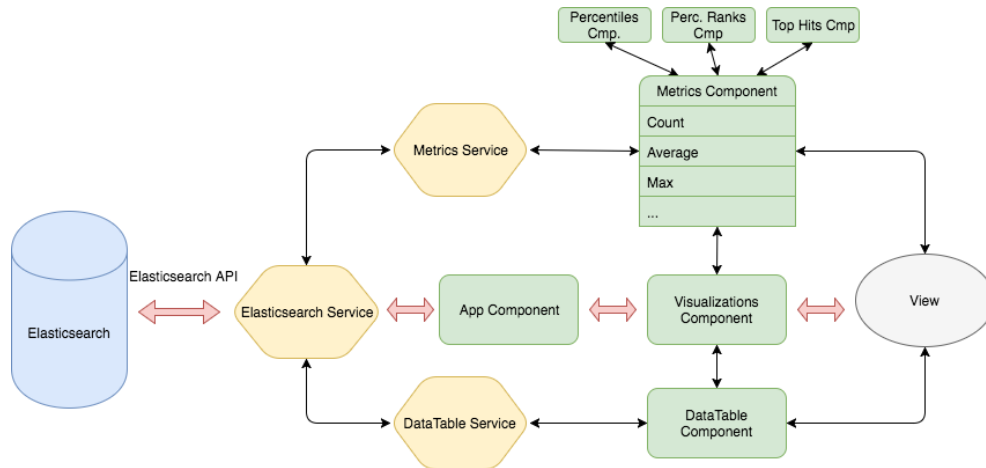 Percentiles
Cmp.
Perc. Ranks
Cmp
Top Hits Cmp
Metrics Component
Count
Average
Max
...
Metrics Service
Elasticsearch API
Elasticsearch
Elasticsearch Service
App Component
Visualizations
Component
View
DataTable Service
DataTable
Component